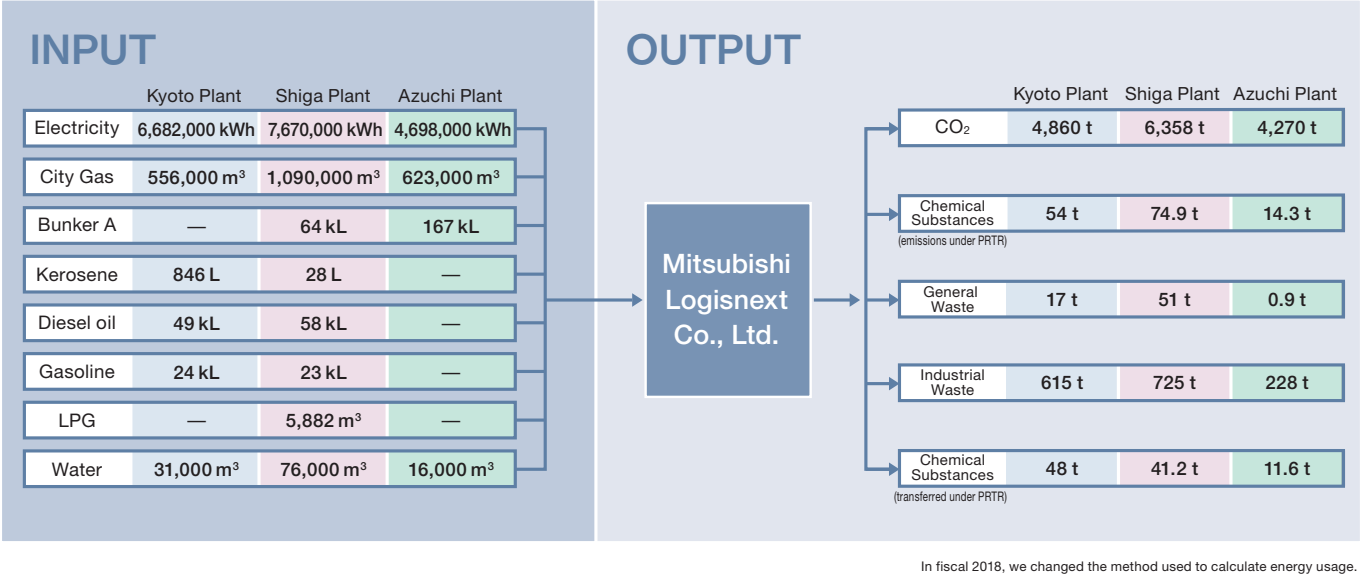 INPUT
Kyoto Plant Shiga Plant Azuchi Plant
Electricity 6,682,000 kWh 7,670,000 kWh 4,698,000 kWh
City Gas 556,000 m³ 1,090,000 m³ 623,000 m³
Bunker A — 64 kL 167 kL
Kerosene 846 L 28 L —
Diesel oil 49 kL 58 kL —
Gasoline 24 kL 23 kL —
LPG — 5,882 m³ —
Water 31,000 m³ 76,000 m³ 16,000 m³
Mitsubishi
Logisnext
Co., Ltd.
OUTPUT
Kyoto Plant Shiga Plant Azuchi Plant
CO₂ 4,860 t 6,358 t 4,270 t
Chemical
Substances 54 t 74.9 t 14.3 t
(emissions under PRTR)
General
Waste 17 t 51 t 0.9 t
Industrial
Waste 615 t 725 t 228 t
Chemical
Substances 48 t 41.2 t 11.6 t
(transferred under PRTR)
In fiscal 2018, we changed the method used to calculate energy usage.